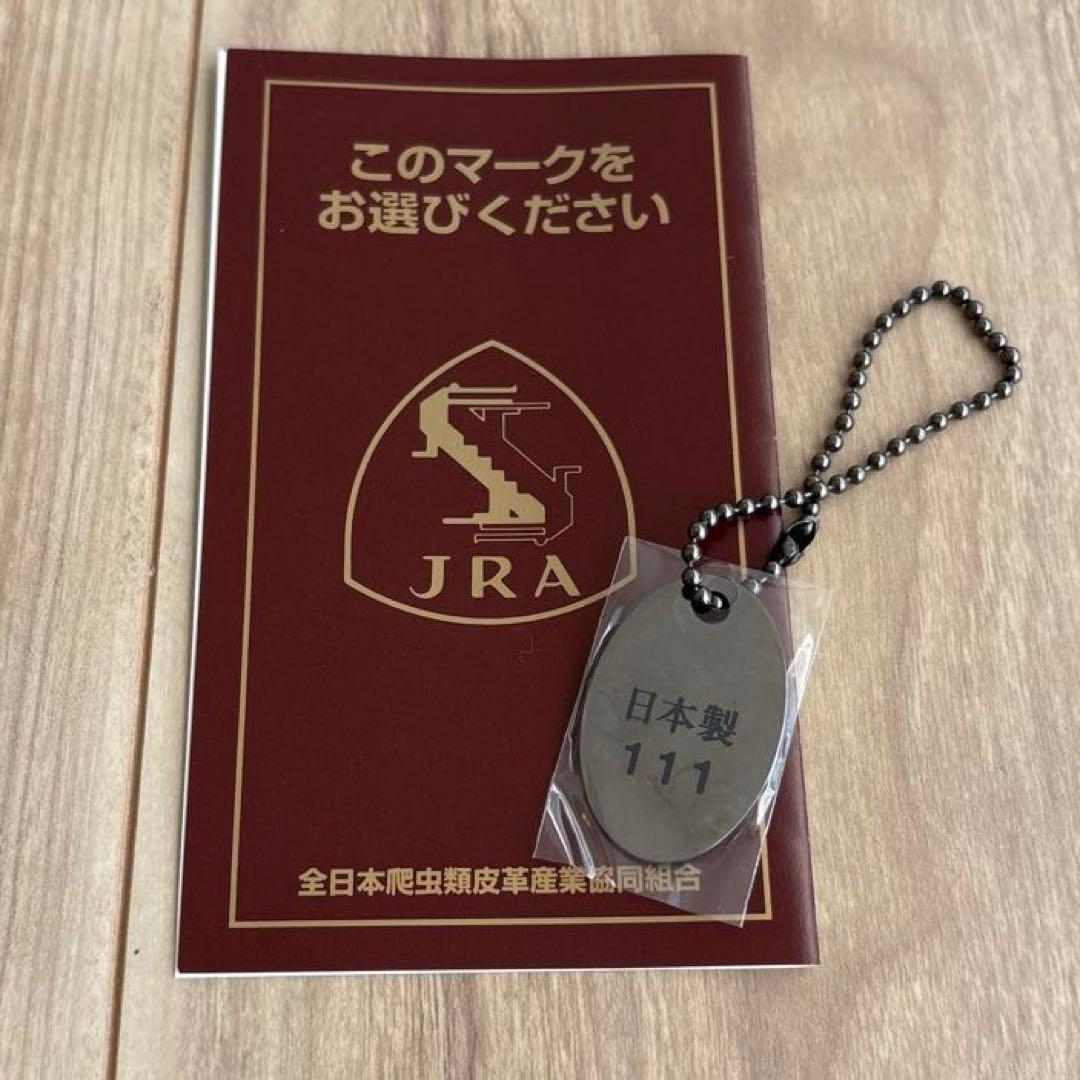 このマークを
お選びください
JRA
日本製
111
全日本爬虫類皮革産業協同組合